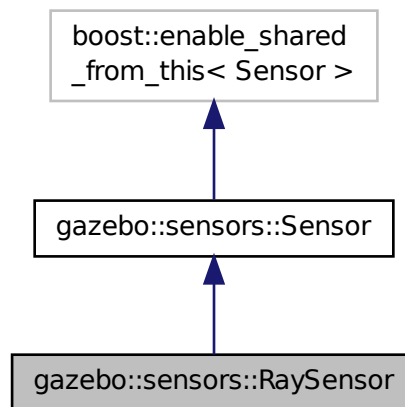 boost::enable_shared
_from_this< Sensor >
gazebo::sensors::Sensor
gazebo::sensors::RaySensor